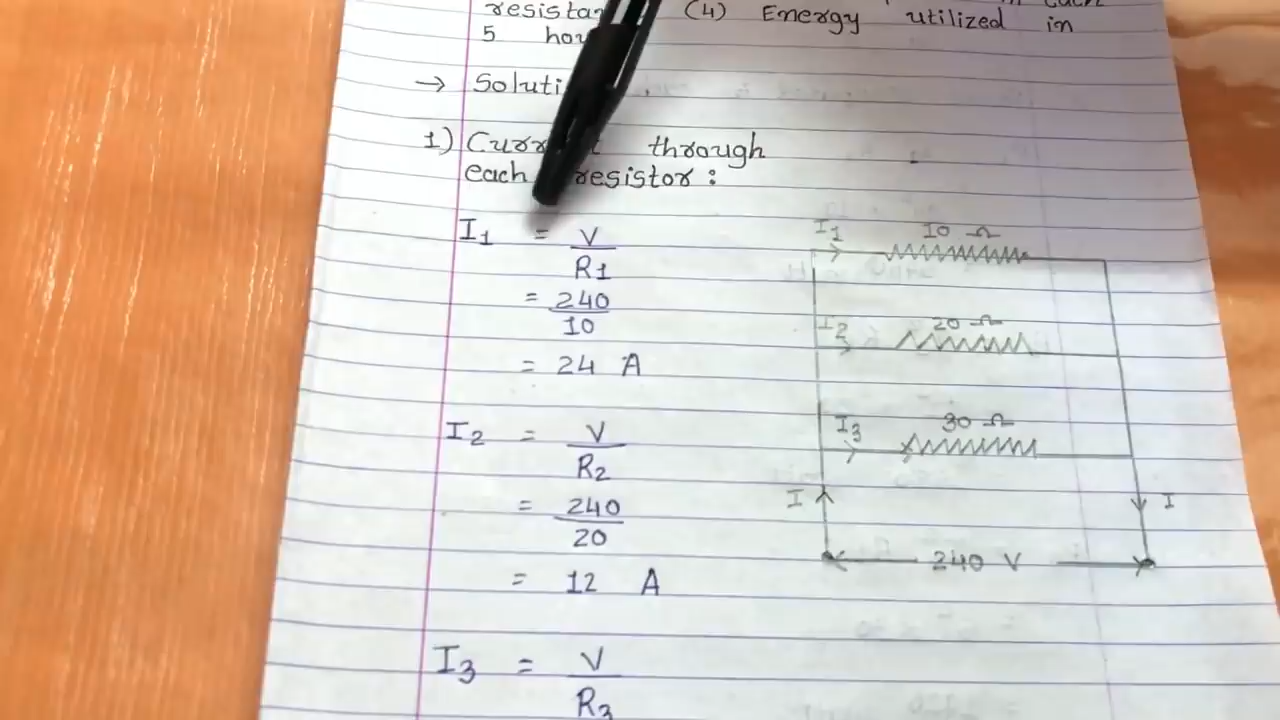 (4) Energy utilized in
5
→
1) through
each resistor :
I1 = V
R1
= 240
10
= 24 A
I2 = V
R2
= 240
20
= 12 A
I3 = V
R3
I1 10 Ω
I2 20 Ω
I3 30 Ω
I I
240 V